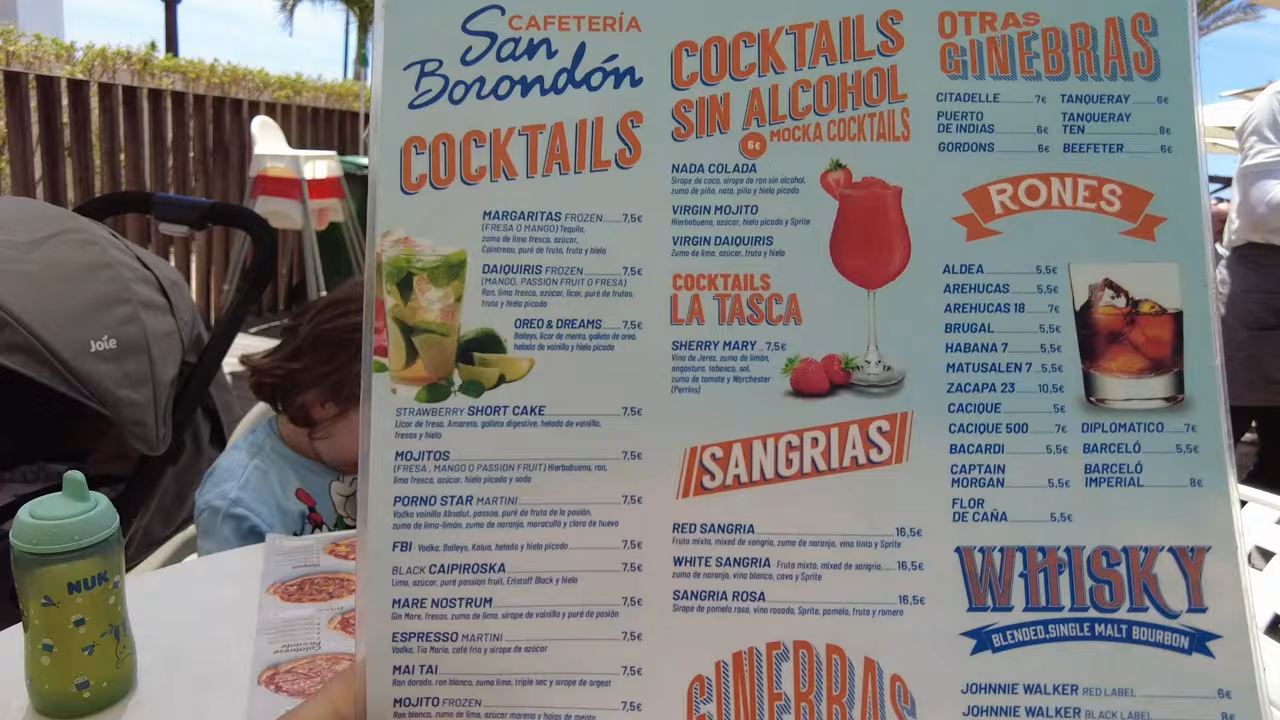 CAFETERÍA
San
Borondón
COCKTAILS
MARGARITAS FROZEN 7,5€
(FRESA O MANGO) Tequila,
zumo de lima fresca, azúcar,
Cointreau, puré de fruta, fruta y hielo
DAIQUIRIS FROZEN 7,5€
(MANGO, PASSION FRUIT O FRESA)
Ron, lima fresca, azúcar, licor, puré de frutas,
fruta y hielo picado
OREO & DREAMS 7,5€
Baileys, licor de menta, galleta de oreo,
helado de vainilla y hielo picado
STRAWBERRY SHORT CAKE 7,5€
Licor de fresa, Amareto, galleta digestive, helado de vainilla,
fresas y hielo
MOJITOS 7,5€
(FRESA, MANGO O PASSION FRUIT) Hierbabuena, ron,
lima fresca, azúcar, hielo picado y soda
PORNO STAR MARTINI 7,5€
Vodka vainilla Absolut, passoa, puré de fruta de la pasión,
zumo de lima-limón, zumo de naranja, maracullá y clara de huevo
FBI - Vodka, Baileys, Kalua, helado y hielo picado 7,5€
BLACK CAIPIROSKA 7,5€
Lima, azúcar, puré passion fruit, Eristaff Black y hielo
MARE NOSTRUM 7,5€
Gin Mare, fresas, zumo de lima, sirope de vainilla y puré de pasión
ESPRESSO MARTINI 7,5€
Vodka, Tia Maria, café frío y sirope de azúcar
MAI TAI 7,5€
Ron dorado, ron blanco, zumo lima, triple sec y sirope de orgeat
MOJITO FROZEN 7,5€
Ron blanco, zumo de lima, azúcar moreno y hojas de menta
COCKTAILS
SIN ALCOHOL
6€ MOCKA COCKTAILS
NADA COLADA
Sirope de coco, sirope de ron sin alcohol,
zumo de piña, nata, piña y hielo picado
VIRGIN MOJITO
Hierbabuena, azúcar, hielo picado y Sprite
VIRGIN DAIQUIRIS
Zumo de lima, azúcar, fruta y hielo
COCKTAILS
LA TASCA
SHERRY MARY 7,5€
Vino de Jerez, zumo de limón,
angostura, tabasco, sal,
zumo de tomate y Worchester
(Perrins)
SANGRIAS
RED SANGRIA 16,5€
Fruta mixta, mixed de sangria, zumo de naranja, vino tinto y Sprite
WHITE SANGRIA Fruta mixta, mixed de sangria, 16,5€
zumo de naranja, vino blanco, cava y Sprite
SANGRIA ROSA 16,5€
Sirope de pomelo rosa, vino rosado, Sprite, pomelo, fruta y romero
GINEBRAS
OTRAS
GINEBRAS
CITADELLE 7€
PUERTO
DE INDIAS 6€
GORDONS 6€
TANQUERAY 6€
TANQUERAY
TEN 8€
BEEFETER 6€
RONES
ALDEA 5,5€
AREHUCAS 5,5€
AREHUCAS 18 7€
BRUGAL 5,5€
HABANA 7 5,5€
MATUSALEN 7 5,5€
ZACAPA 23 10,5€
CACIQUE 5€
CACIQUE 500 7€
BACARDI 5,5€
CAPTAIN
MORGAN 5,5€
FLOR
DE CAÑA 5,5€
DIPLOMATICO 7€
BARCELÓ 5,5€
BARCELÓ
IMPERIAL 8€
WHISKY
BLENDED,SINGLE MALT BOURBON
JOHNNIE WALKER RED LABEL 6€
JOHNNIE WALKER BLACK LABEL 8€
Joie
NUK
Calabrese
Piccante